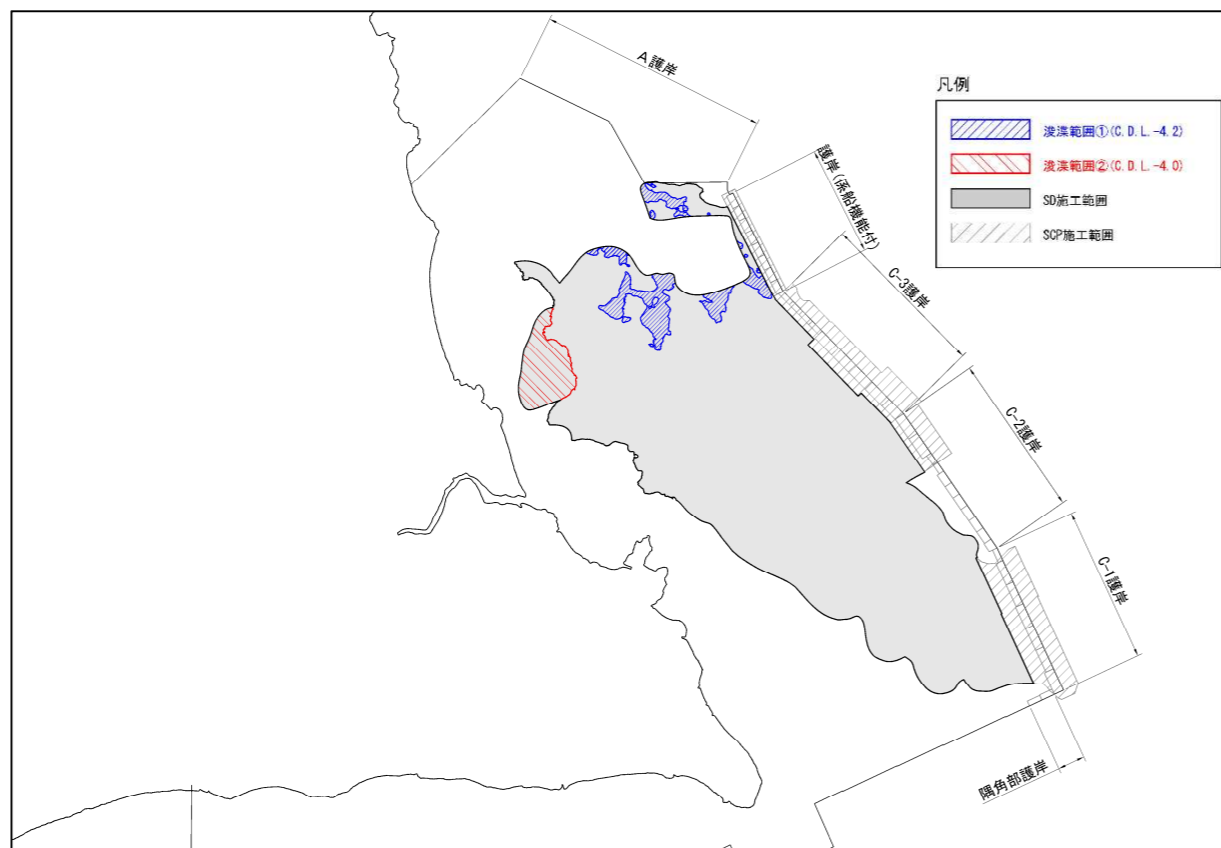 A護岸
凡例
浚渫範囲①(C.D.L.-4.2)
浚渫範囲②(C.D.L.-4.0)
SD施工範囲
SCP施工範囲
護岸(係船機能付)
C-3護岸
C-2護岸
C-1護岸
隅角部護岸